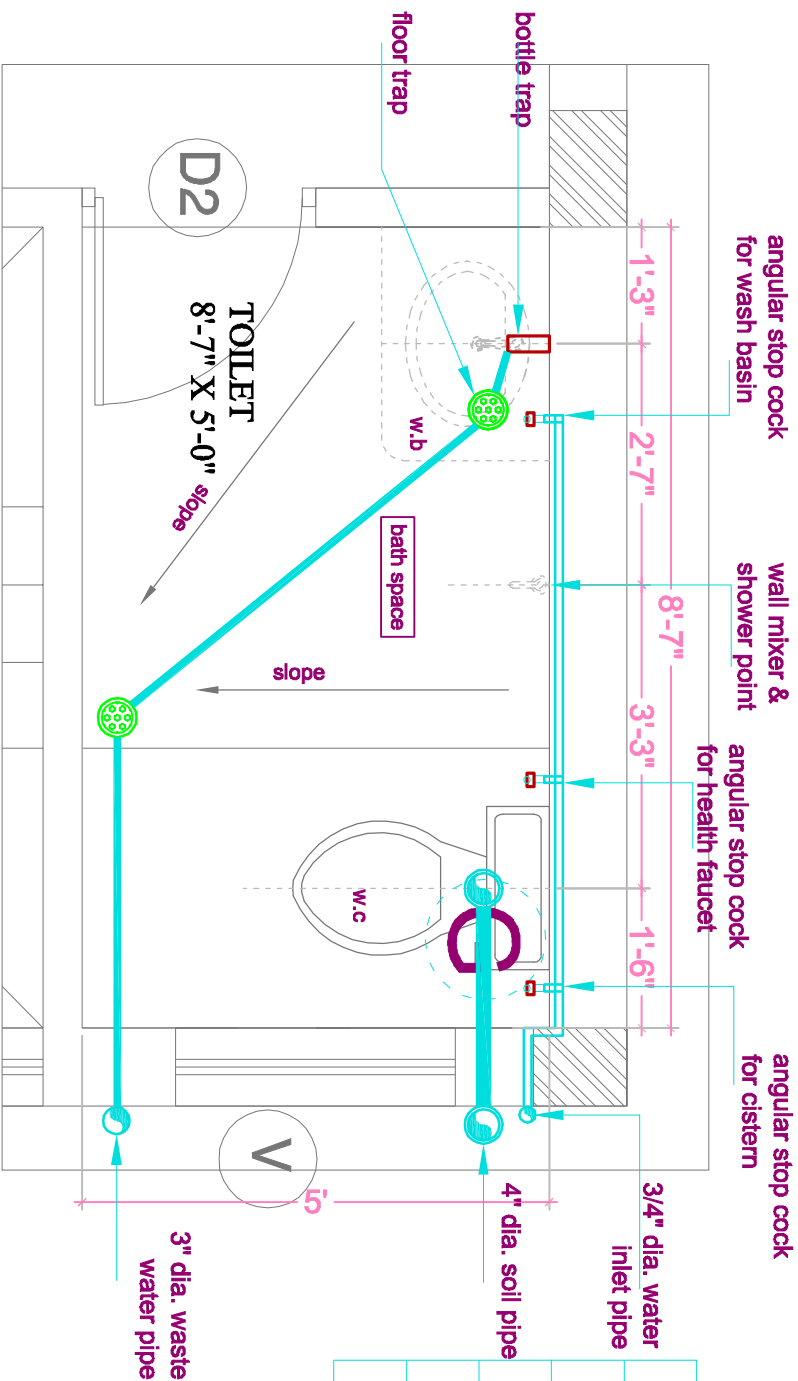 angular stop cock
for wash basin
wall mixer &
shower point
angular stop cock
for health faucet
angular stop cock
for cistern
8'-7"
1'-3"
2'-7"
3'-3"
1'-6"
bottle trap
floor trap
3/4" dia. water
inlet pipe
4" dia. soil pipe
3" dia. waste
water pipe
w.b
bath space
w.c
slope
slope
TOILET
8'-7" X 5'-0"
D2
V
5'